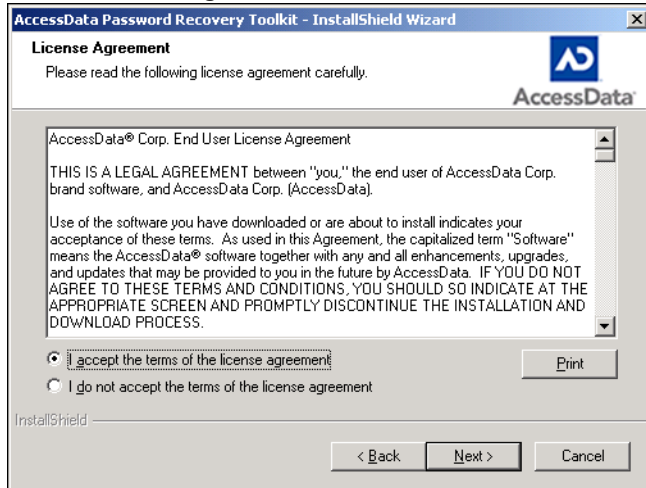 AccessData Password Recovery Toolkit - InstallShield Wizard
License Agreement
Please read the following license agreement carefully.
AccessData
AccessData® Corp. End User License Agreement
THIS IS A LEGAL AGREEMENT between "you," the end user of AccessData Corp.
brand software, and AccessData Corp. (AccessData).
Use of the software you have downloaded or are about to install indicates your
acceptance of these terms. As used in this Agreement, the capitalized term "Software"
means the AccessData® software together with any and all enhancements, upgrades,
and updates that may be provided to you in the future by AccessData. IF YOU DO NOT
AGREE TO THESE TERMS AND CONDITIONS, YOU SHOULD SO INDICATE AT THE
APPROPRIATE SCREEN AND PROMPTLY DISCONTINUE THE INSTALLATION AND
DOWNLOAD PROCESS.
I accept the terms of the license agreement
Print
I do not accept the terms of the license agreement
InstallShield
< Back
Next >
Cancel